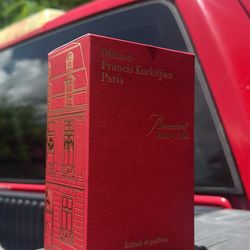 Maison
Francis Kurkdjian
Paris
Baccarat
Rouge 540
Extrait de parfum